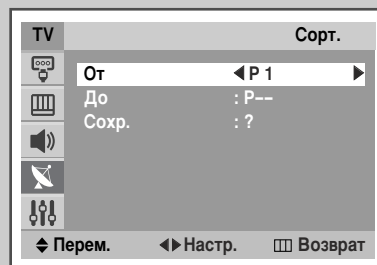 TV Сорт.
От ◀ P 1 ▶
До : P--
Сохр. : ?
Перем. Настр. Возврат